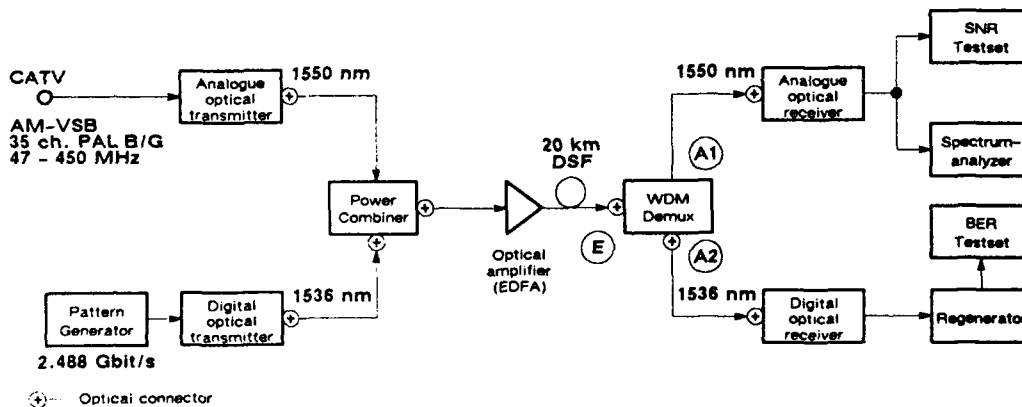 CATV
AM-VSB
35 ch. PAL B/G
47 - 450 MHz
Analogue
optical
transmitter
1550 nm
Power
Combiner
Pattern
Generator
2.488 Gbit/s
Digital
optical
transmitter
1536 nm
Optical
amplifier
(EDFA)
20 km
DSF
E
WDM
Demux
A1
A2
1550 nm
Analogue
optical
receiver
SNR
Testset
Spectrum-
analyzer
1536 nm
Digital
optical
receiver
BER
Testset
Regenerator
Optical connector